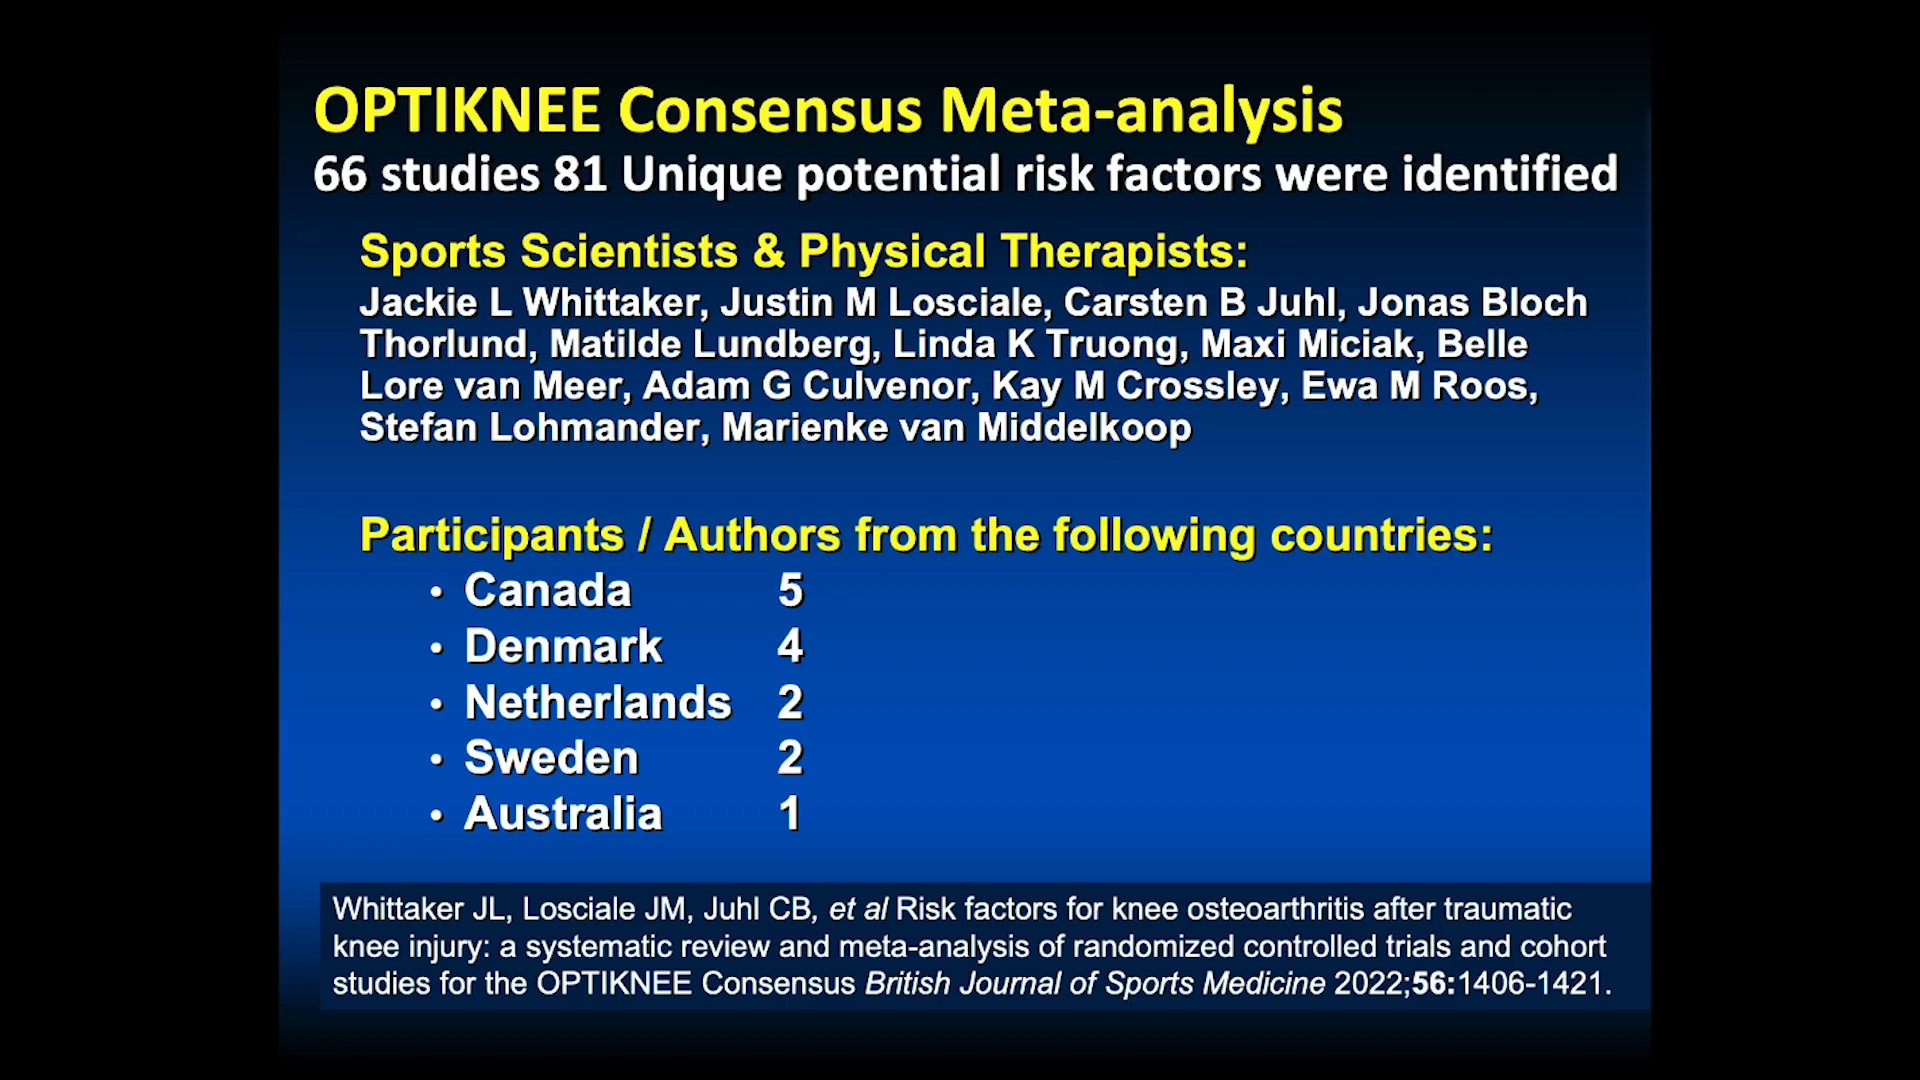 OPTIKNEE Consensus Meta-analysis
66 studies 81 Unique potential risk factors were identified
Sports Scientists & Physical Therapists:
Jackie L Whittaker, Justin M Losciale, Carsten B Juhl, Jonas Bloch
Thorlund, Matilde Lundberg, Linda K Truong, Maxi Miciak, Belle
Lore van Meer, Adam G Culvenor, Kay M Crossley, Ewa M Roos,
Stefan Lohmander, Marienke van Middelkoop
Participants / Authors from the following countries:
• Canada 5
• Denmark 4
• Netherlands 2
• Sweden 2
• Australia 1
Whittaker JL, Losciale JM, Juhl CB, et al Risk factors for knee osteoarthritis after traumatic
knee injury: a systematic review and meta-analysis of randomized controlled trials and cohort
studies for the OPTIKNEE Consensus British Journal of Sports Medicine 2022;56:1406-1421.